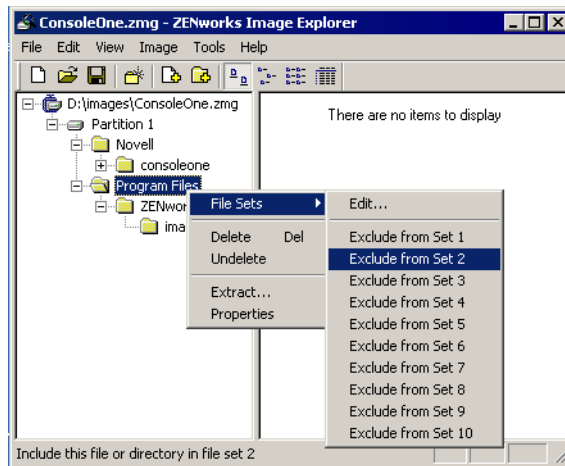 ConsoleOne.zmg - ZENworks Image Explorer
File Edit View Image Tools Help
D:\images\ConsoleOne.zmg
Partition 1
Novell
consoleone
Program Files
ZENwor
ima
There are no items to display
File Sets
Delete Del
Undelete
Extract...
Properties
Edit...
Exclude from Set 1
Exclude from Set 2
Exclude from Set 3
Exclude from Set 4
Exclude from Set 5
Exclude from Set 6
Exclude from Set 7
Exclude from Set 8
Exclude from Set 9
Exclude from Set 10
Include this file or directory in file set 2